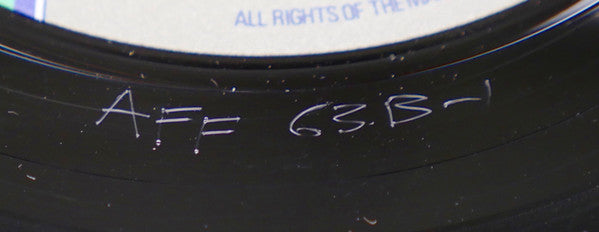 ALL RIGHTS OF THE
AFF 63.B-1